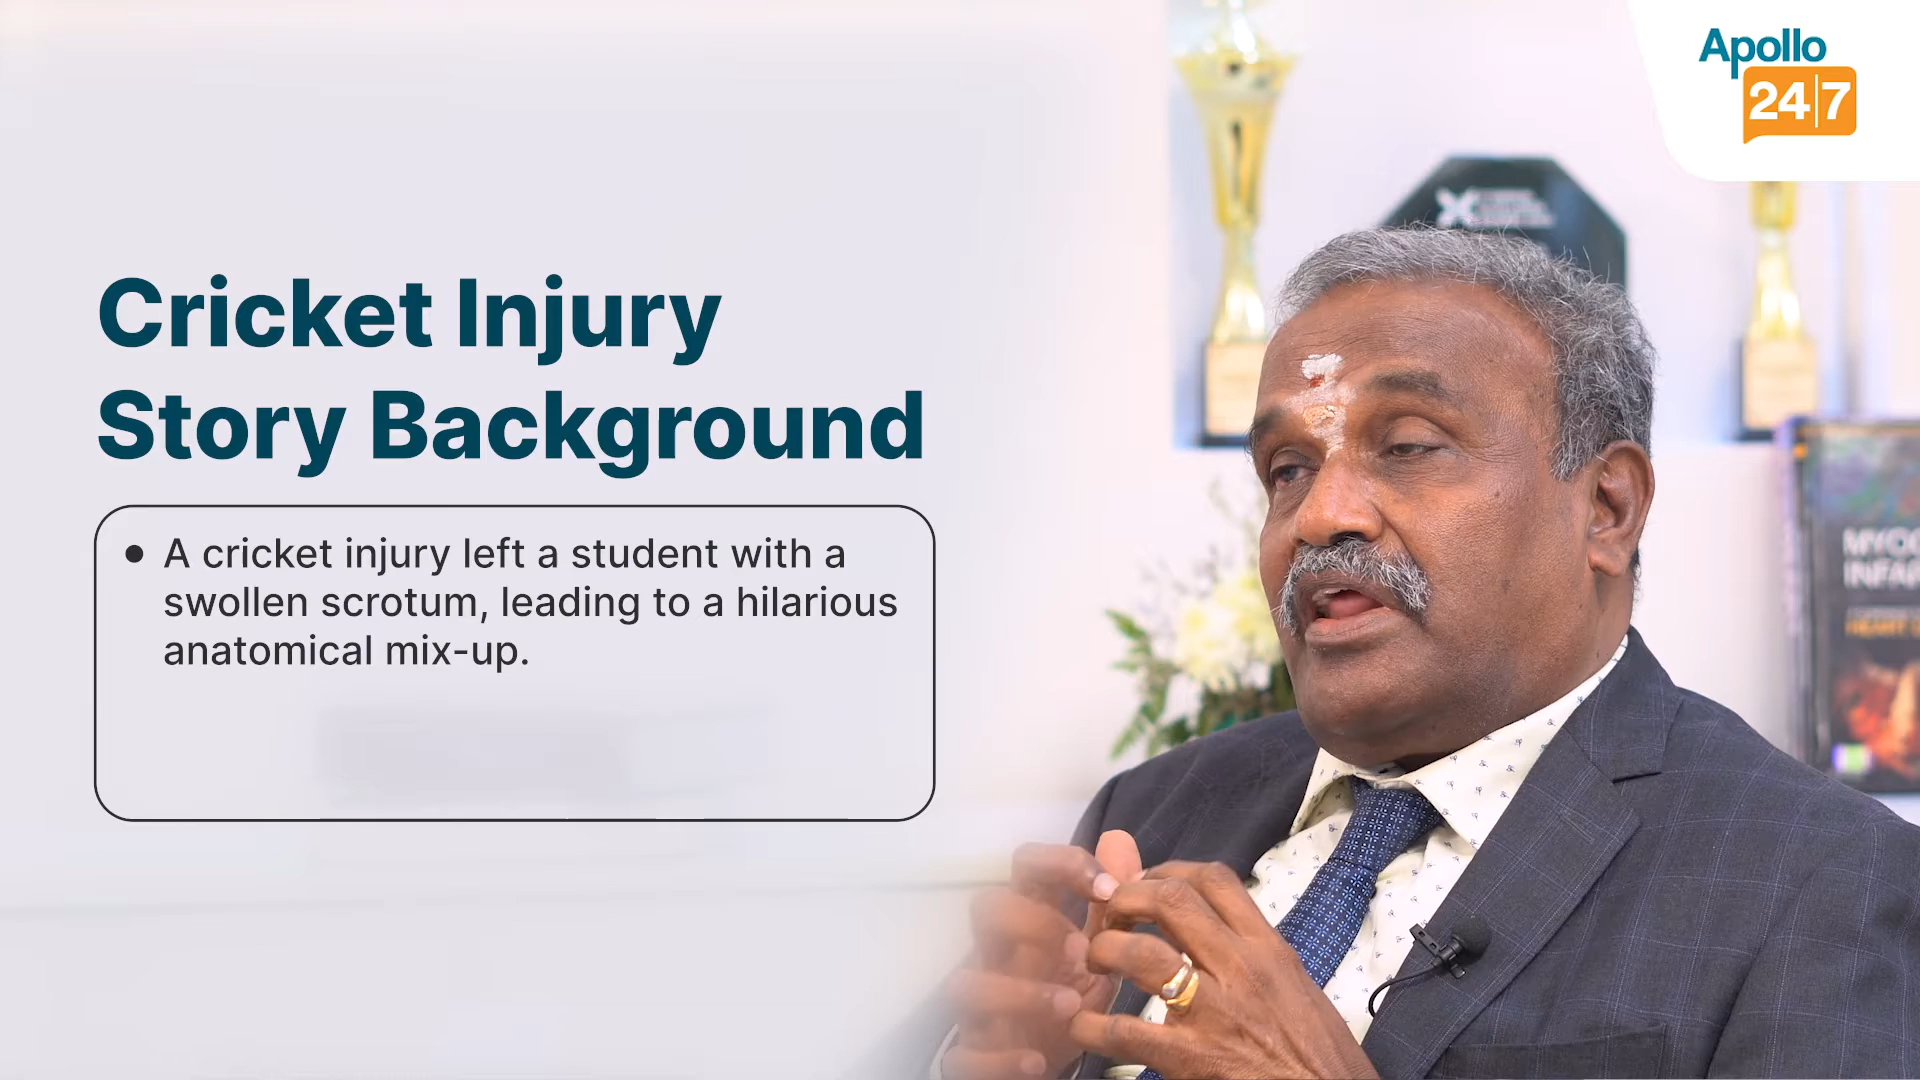 Apollo
24|7
Cricket Injury
Story Background
• A cricket injury left a student with a
swollen scrotum, leading to a hilarious
anatomical mix-up.